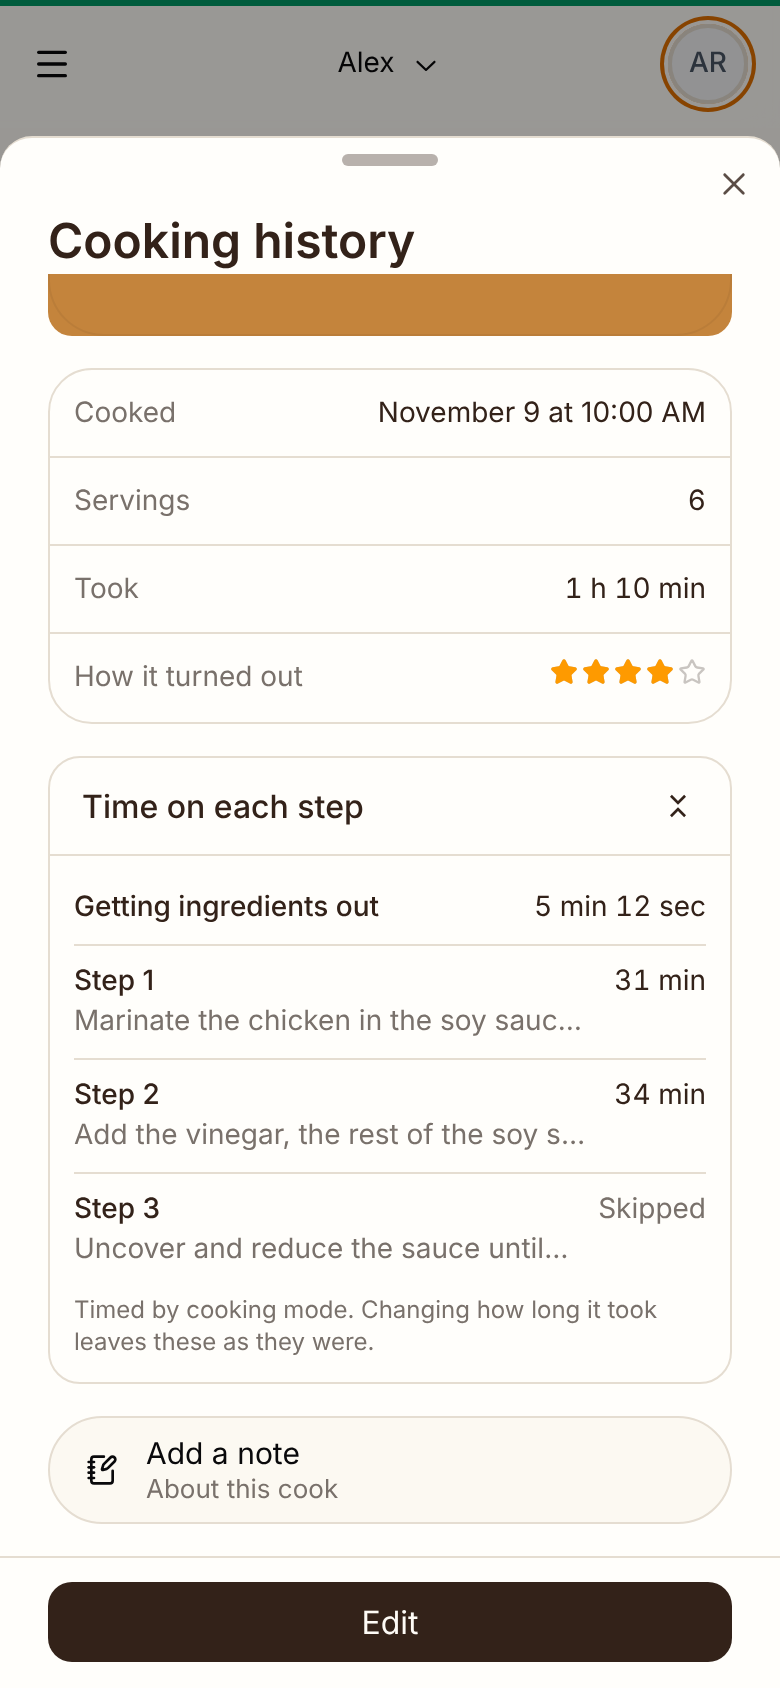 Alex
AR
Cooking history
Cooked
November 9 at 10:00 AM
Servings
6
Took
1 h 10 min
How it turned out
Time on each step
Getting ingredients out
5 min 12 sec
Step 1
31 min
Marinate the chicken in the soy sauc...
Step 2
34 min
Add the vinegar, the rest of the soy s...
Step 3
Skipped
Uncover and reduce the sauce until...
Timed by cooking mode. Changing how long it took
leaves these as they were.
Add a note
About this cook
Edit